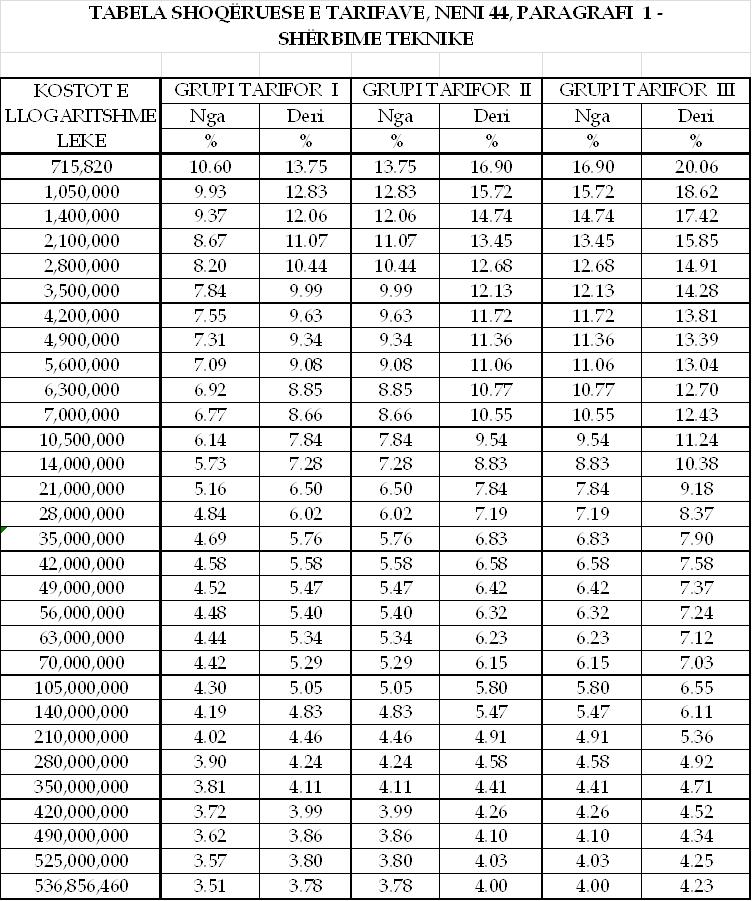 TABELA SHOQËRUESE E TARIFAVE, NENI 44, PARAGRAFI 1 -
SHËRBIME TEKNIKE
KOSTOT E GRUPI TARIFOR I GRUPI TARIFOR II GRUPI TARIFOR III
LLOGARITSHME Nga Deri Nga Deri Nga Deri
LEKE % % % % % %
715,820 10.60 13.75 13.75 16.90 16.90 20.06
1,050,000 9.93 12.83 12.83 15.72 15.72 18.62
1,400,000 9.37 12.06 12.06 14.74 14.74 17.42
2,100,000 8.67 11.07 11.07 13.45 13.45 15.85
2,800,000 8.20 10.44 10.44 12.68 12.68 14.91
3,500,000 7.84 9.99 9.99 12.13 12.13 14.28
4,200,000 7.55 9.63 9.63 11.72 11.72 13.81
4,900,000 7.31 9.34 9.34 11.36 11.36 13.39
5,600,000 7.09 9.08 9.08 11.06 11.06 13.04
6,300,000 6.92 8.85 8.85 10.77 10.77 12.70
7,000,000 6.77 8.66 8.66 10.55 10.55 12.43
10,500,000 6.14 7.84 7.84 9.54 9.54 11.24
14,000,000 5.73 7.28 7.28 8.83 8.83 10.38
21,000,000 5.16 6.50 6.50 7.84 7.84 9.18
28,000,000 4.84 6.02 6.02 7.19 7.19 8.37
35,000,000 4.69 5.76 5.76 6.83 6.83 7.90
42,000,000 4.58 5.58 5.58 6.58 6.58 7.58
49,000,000 4.52 5.47 5.47 6.42 6.42 7.37
56,000,000 4.48 5.40 5.40 6.32 6.32 7.24
63,000,000 4.44 5.34 5.34 6.23 6.23 7.12
70,000,000 4.42 5.29 5.29 6.15 6.15 7.03
105,000,000 4.30 5.05 5.05 5.80 5.80 6.55
140,000,000 4.19 4.83 4.83 5.47 5.47 6.11
210,000,000 4.02 4.46 4.46 4.91 4.91 5.36
280,000,000 3.90 4.24 4.24 4.58 4.58 4.92
350,000,000 3.81 4.11 4.11 4.41 4.41 4.71
420,000,000 3.72 3.99 3.99 4.26 4.26 4.52
490,000,000 3.62 3.86 3.86 4.10 4.10 4.34
525,000,000 3.57 3.80 3.80 4.03 4.03 4.25
536,856,460 3.51 3.78 3.78 4.00 4.00 4.23